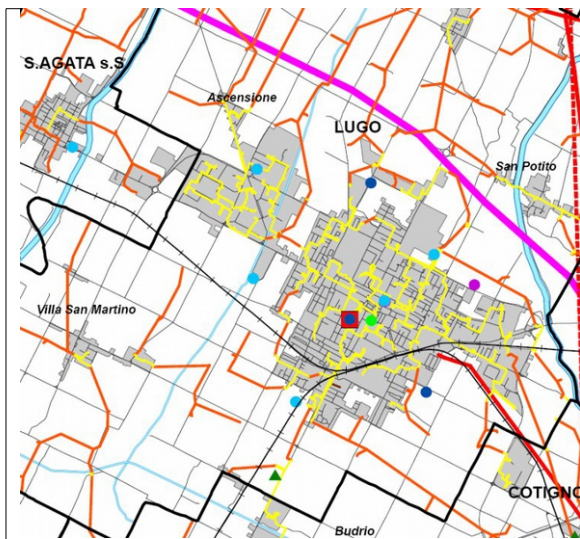 S.AGATA s.S
Ascensione
LUGO
San Potito
Villa San Martino
COTIGNO
Budrio